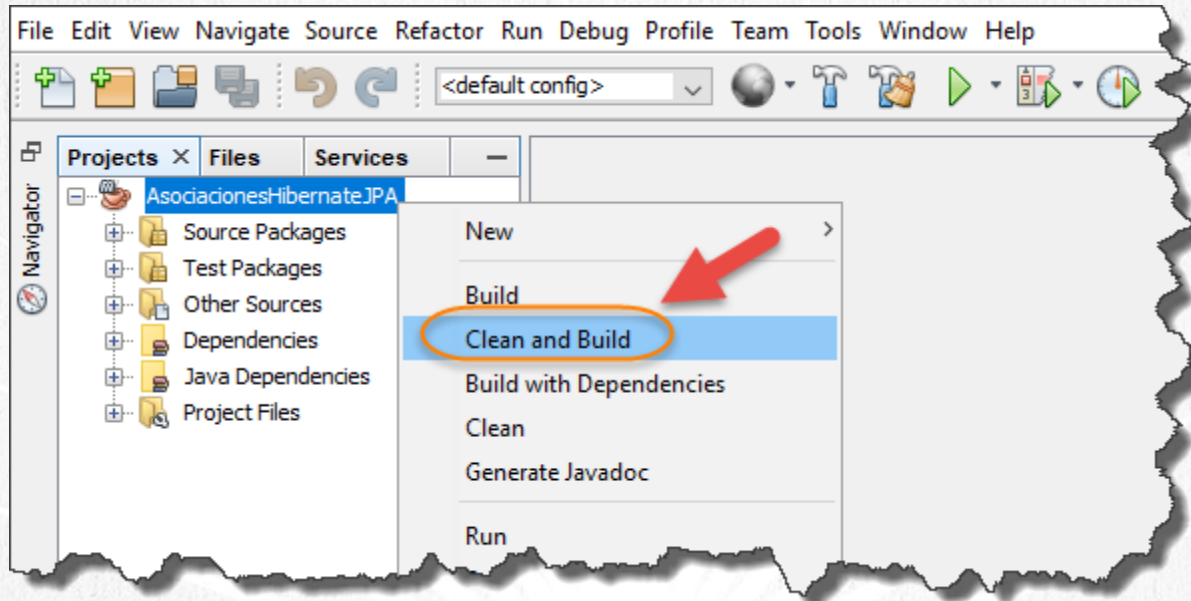 File Edit View Navigate Source Refactor Run Debug Profile Team Tools Window Help
<default config>
Projects Files Services
Navigator
AsociacionesHibernateJPA
Source Packages
Test Packages
Other Sources
Dependencies
Java Dependencies
Project Files
New
Build
Clean and Build
Build with Dependencies
Clean
Generate Javadoc
Run